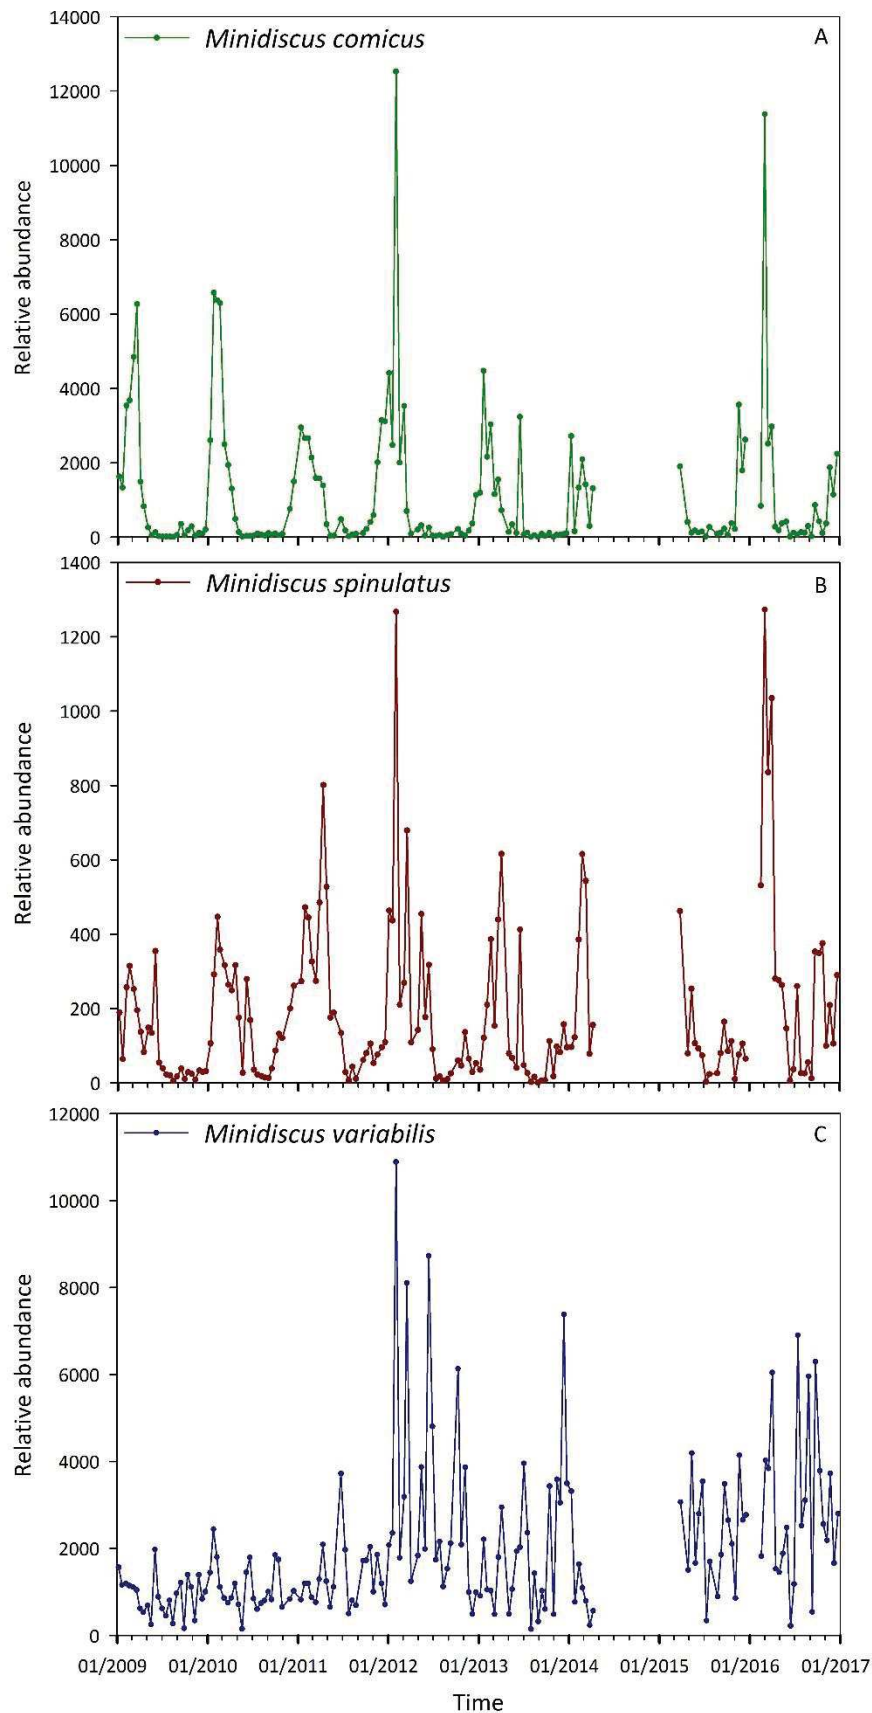 14000
Minidiscus comicus
A
12000
10000
8000
6000
4000
2000
0
Relative abundance
1400
Minidiscus spinulatus
B
1200
1000
800
600
400
200
0
Relative abundance
12000
Minidiscus variabilis
C
10000
8000
6000
4000
2000
0
Relative abundance
01/2009 01/2010 01/2011 01/2012 01/2013 01/2014 01/2015 01/2016 01/2017
Time